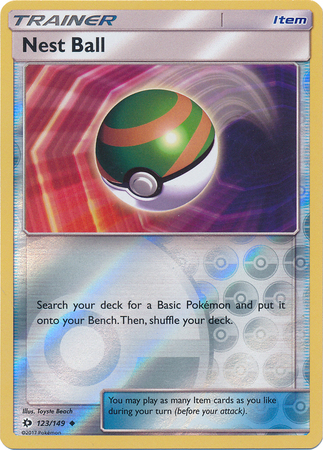 TRAINER Item
Nest Ball
Search your deck for a Basic Pokémon and put it
onto your Bench. Then, shuffle your deck.
Illus. Toyste Beach
123/149
©2017 Pokémon
You may play as many Item cards as you like
during your turn (before your attack).